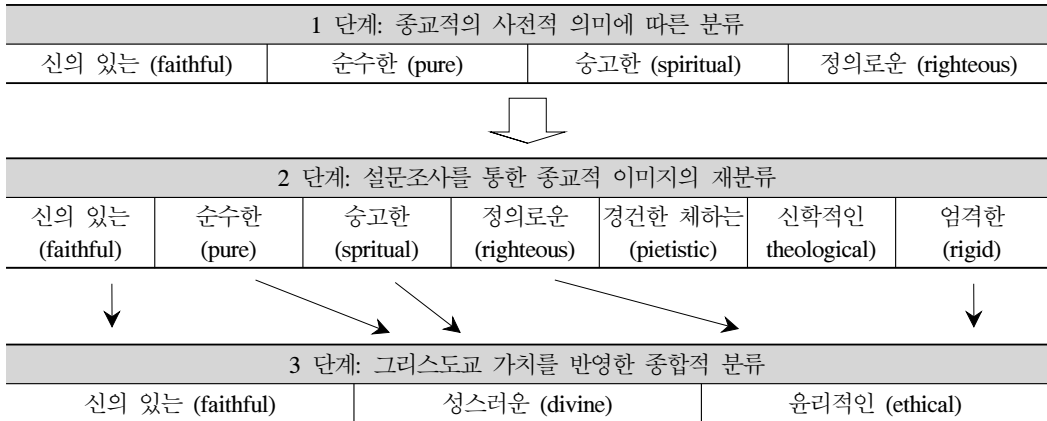 1 단계: 종교적의 사전적 의미에 따른 분류
신의 있는 (faithful) 순수한 (pure) 숭고한 (spiritual) 정의로운 (righteous)
2 단계: 설문조사를 통한 종교적 이미지의 재분류
신의 있는 순수한 숭고한 정의로운 경건한 체하는 신학적인 엄격한
(faithful) (pure) (spritual) (righteous) (pietistic) theological) (rigid)
3 단계: 그리스도교 가치를 반영한 종합적 분류
신의 있는 (faithful) 성스러운 (divine) 윤리적인 (ethical)